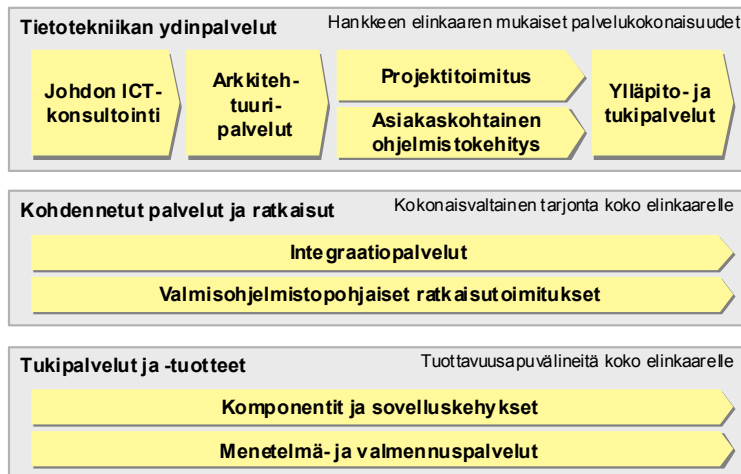 Tietotekniikan ydinpalvelut
Hankkeen elinkaaren mukaiset palvelukokonaisuudet
Johdon ICT-
konsultointi
Arkkiteh-
tuuri-
palvelut
Projektitoimitus
Asiakaskohtainen
ohjelmistokehitys
Ylläpito- ja
tukipalvelut
Kohdennetut palvelut ja ratkaisut
Kokonaisvaltainen tarjonta koko elinkaarelle
Integraatiopalvelut
Valmisohjelmistopohjaiset ratkaisutoimitukset
Tukipalvelut ja -tuotteet
Tuottavuusapuvälineitä koko elinkaarelle
Komponentit ja sovelluskehykset
Menetelmä- ja valmennuspalvelut